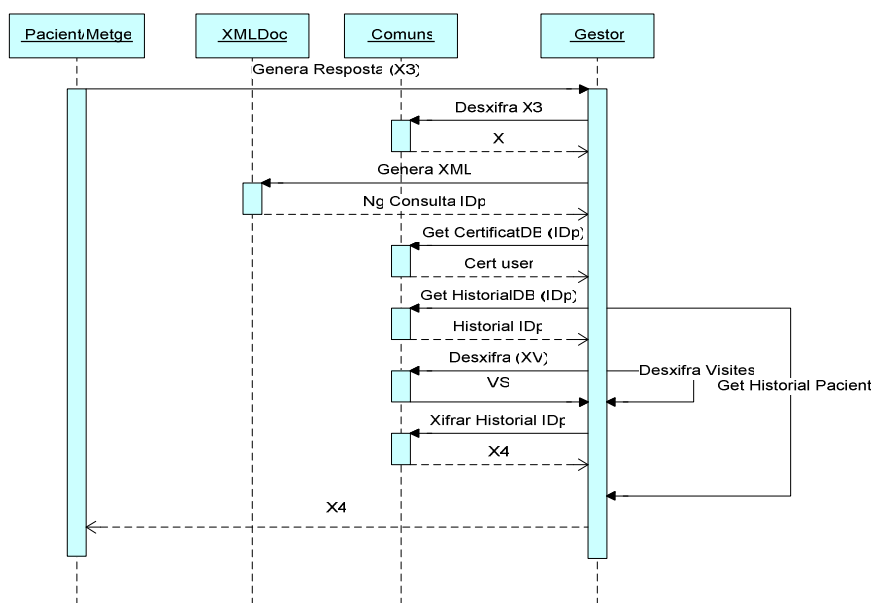 Pacient/Metge
XMLDoc
Comuns
Gestor
Genera Resposta (X3)
Desxifra X3
X
Genera XML
Ng Consulta IDp
Get CertificatDB (IDp)
Cert user
Get HistorialDB (IDp)
Historial IDp
Desxifra (XV)
Desxifra Visites
VS
Get Historial Pacient
Xifrar Historial IDp
X4
X4